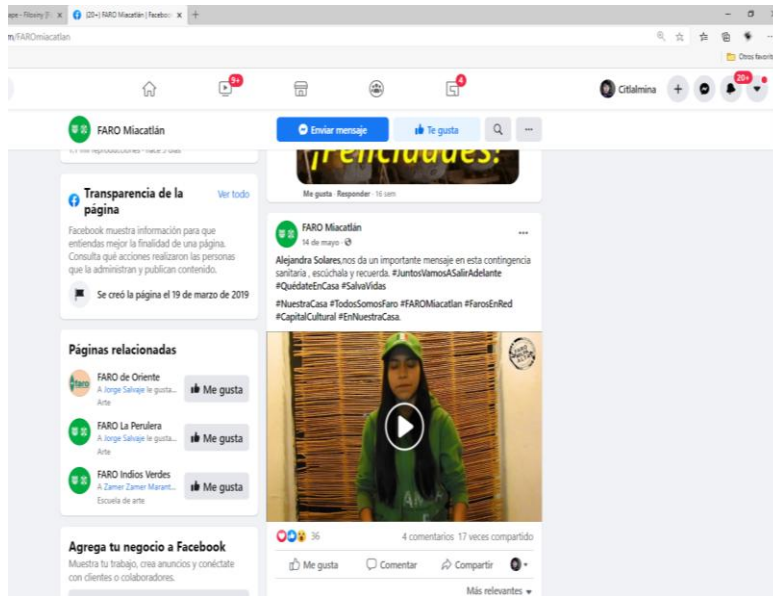 (20+) FARO Miacatlán | Faceboo
m/FAROmiacatlan
Otros favorit
9+
4
Citlalmina
20+
FARO Miacatlán
Enviar mensaje
Te gusta
¡Felicidades!
Me gusta · Responder · 16 sem
Transparencia de la página
Ver todo
Facebook muestra información para que
entiendas mejor la finalidad de una página.
Consulta qué acciones realizaron las personas
que la administran y publican contenido.
Se creó la página el 19 de marzo de 2019
Páginas relacionadas
FARO de Oriente
A Jorge Salvaje le gusta...
Arte
Me gusta
FARO La Perulera
A Jorge Salvaje le gusta...
Arte
Me gusta
FARO Indios Verdes
A Zamer Zamer Marant...
Escuela de arte
Me gusta
Agrega tu negocio a Facebook
Muestra tu trabajo, crea anuncios y conéctate
con clientes o colaboradores.
FARO Miacatlán
14 de mayo ·
Alejandra Solares,nos da un importante mensaje en esta contingencia
sanitaria , escúchala y recuerda. #JuntosVamosASalirAdelante
#QuédateEnCasa #SalvaVidas
#NuestraCasa #TodosSomosFaro #FAROMiacatlan #FarosEnRed
#CapitalCultural #EnNuestraCasa.
36
4 comentarios 17 veces compartido
Me gusta
Comentar
Compartir
Más relevantes